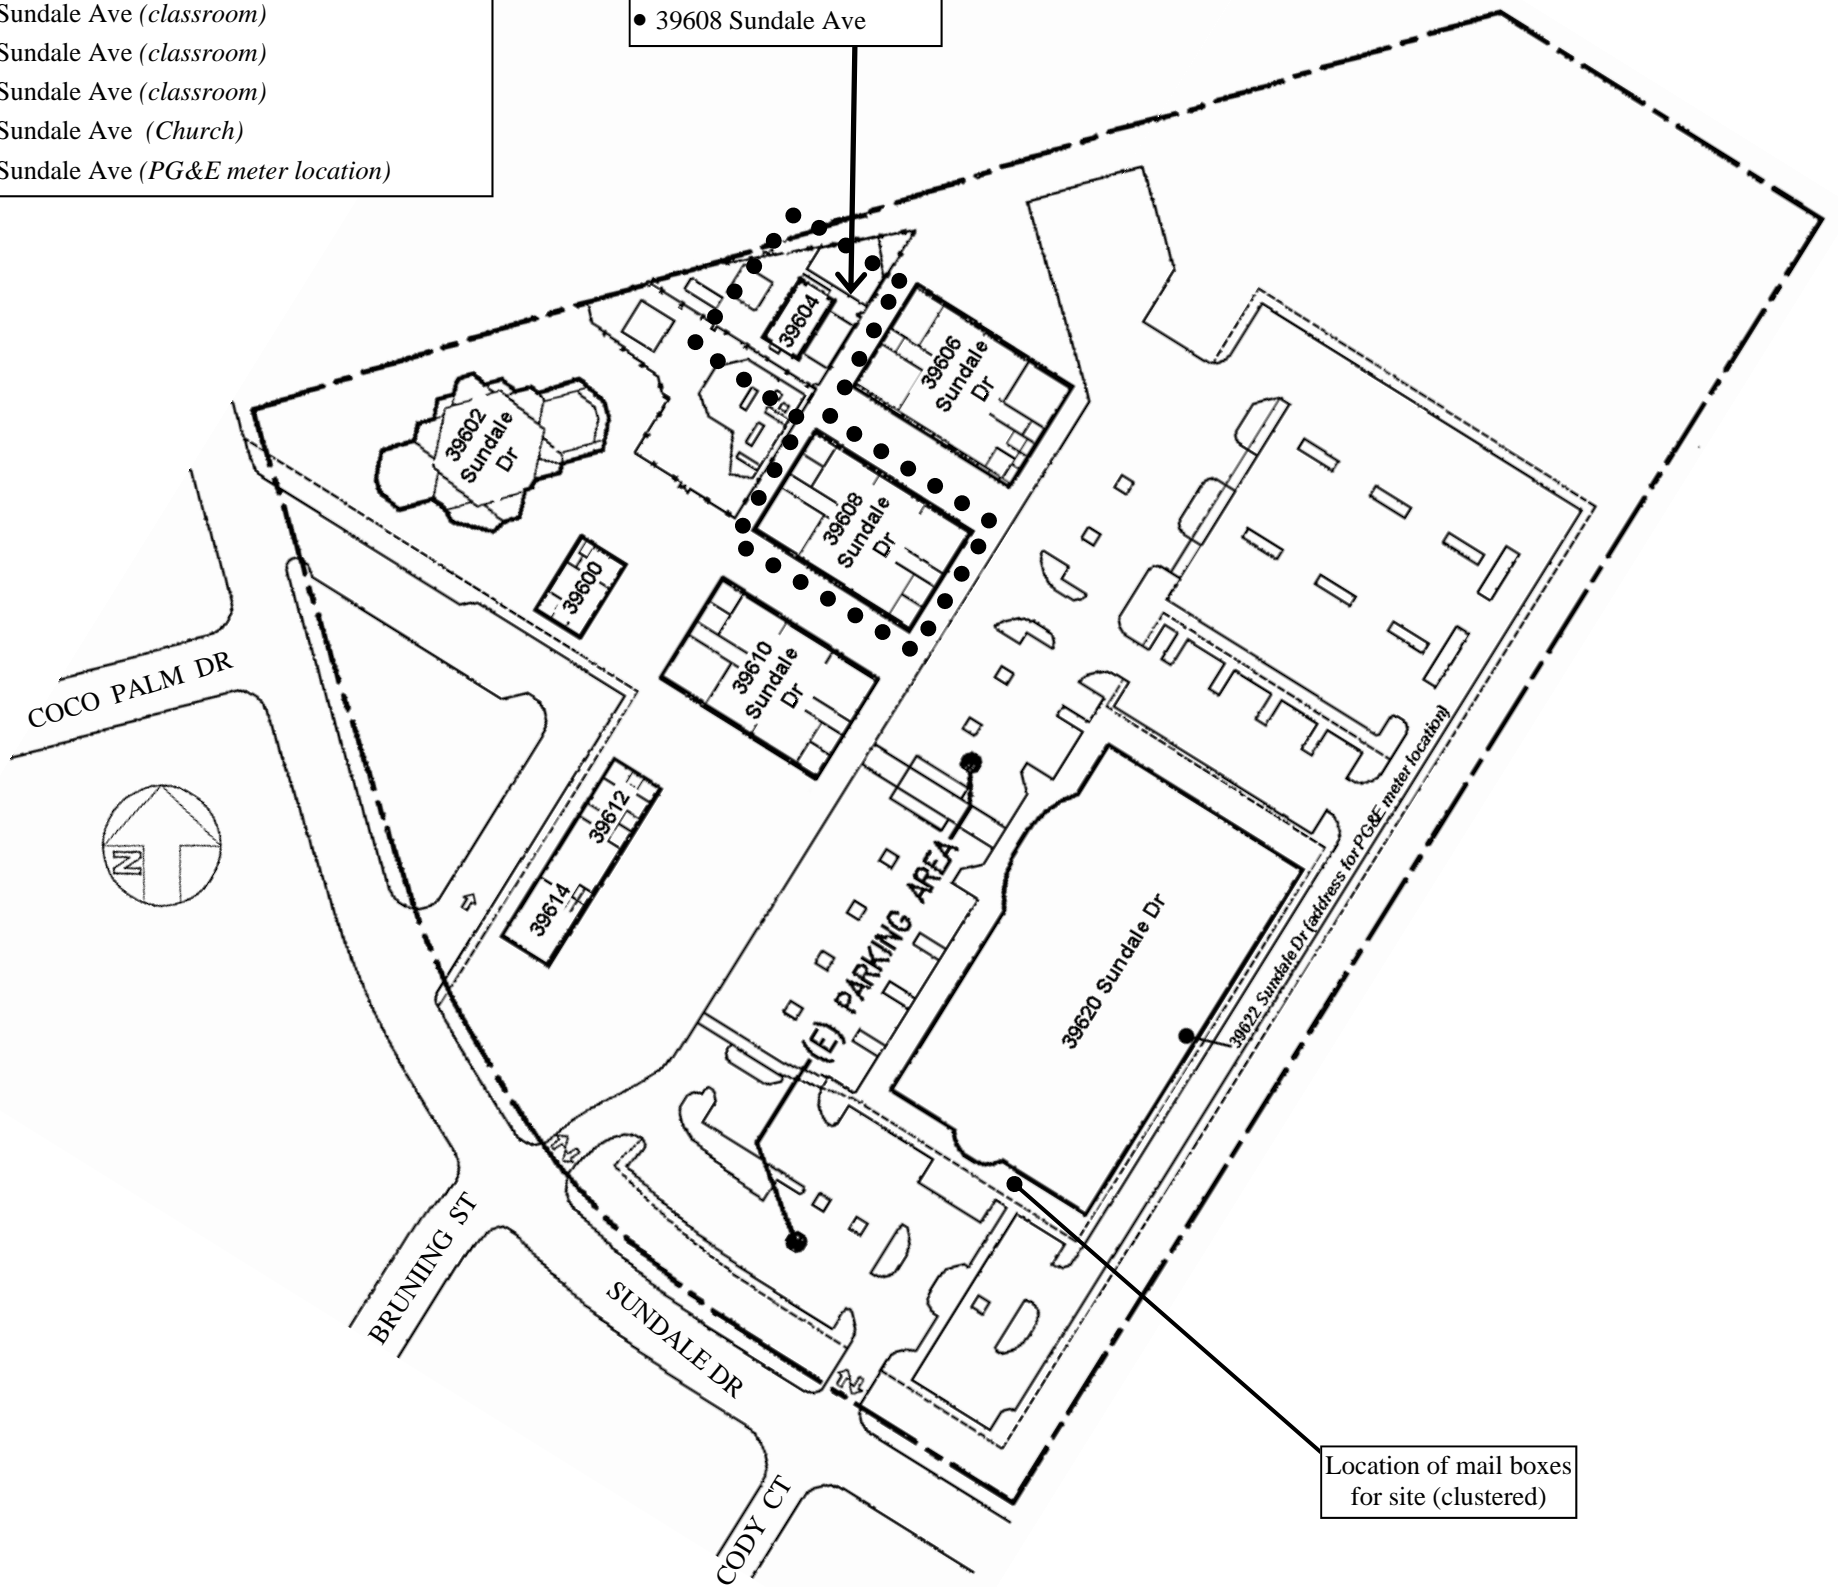 Sundale Ave (classroom)
Sundale Ave (classroom)
Sundale Ave (classroom)
Sundale Ave (Church)
Sundale Ave (PG&E meter location)
• 39608 Sundale Ave
39604
39606
Sundale
Dr
39602
Sundale
Dr
39608
Sundale
Dr
39600
39610
Sundale
Dr
COCO PALM DR
39612
39614
N
(E) PARKING AREA
39620 Sundale Dr
39622 Sundale Dr (address for PG&E meter location)
BRUNIING ST
SUNDALE DR
CODY CT
Location of mail boxes
for site (clustered)